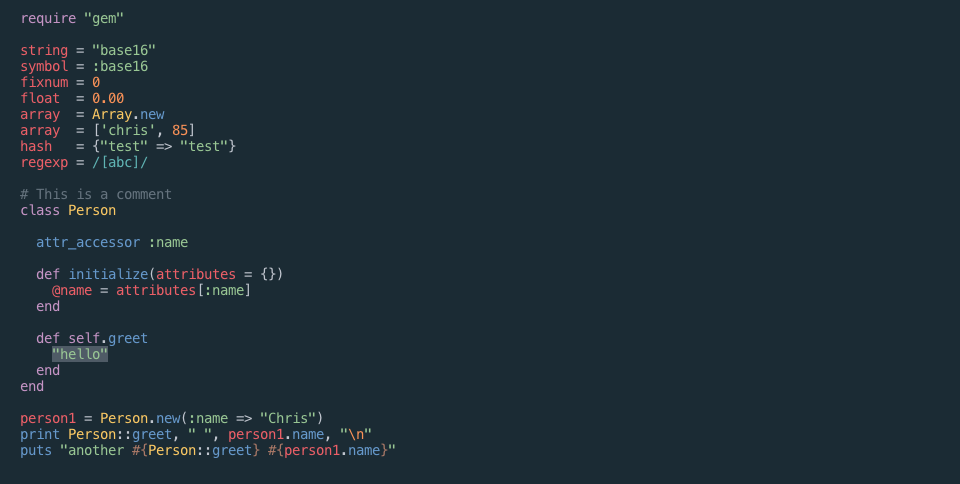 require "gem"

string = "base16"
symbol = :base16
fixnum = 0
float  = 0.00
array  = Array.new
array  = ['chris', 85]
hash   = {"test" => "test"}
regexp = /[abc]/

# This is a comment
class Person

  attr_accessor :name

  def initialize(attributes = {})
    @name = attributes[:name]
  end

  def self.greet
    "hello"
  end
end

person1 = Person.new(:name => "Chris")
print Person::greet, " ", person1.name, "\n"
puts "another #{Person::greet} #{person1.name}"